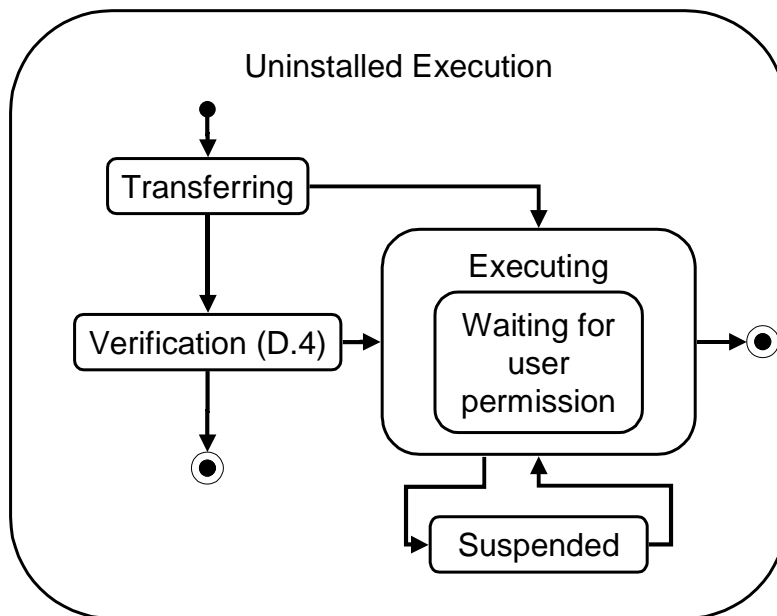 Uninstalled Execution
Transferring
Executing
Waiting for
user
permission
Verification (D.4)
Suspended